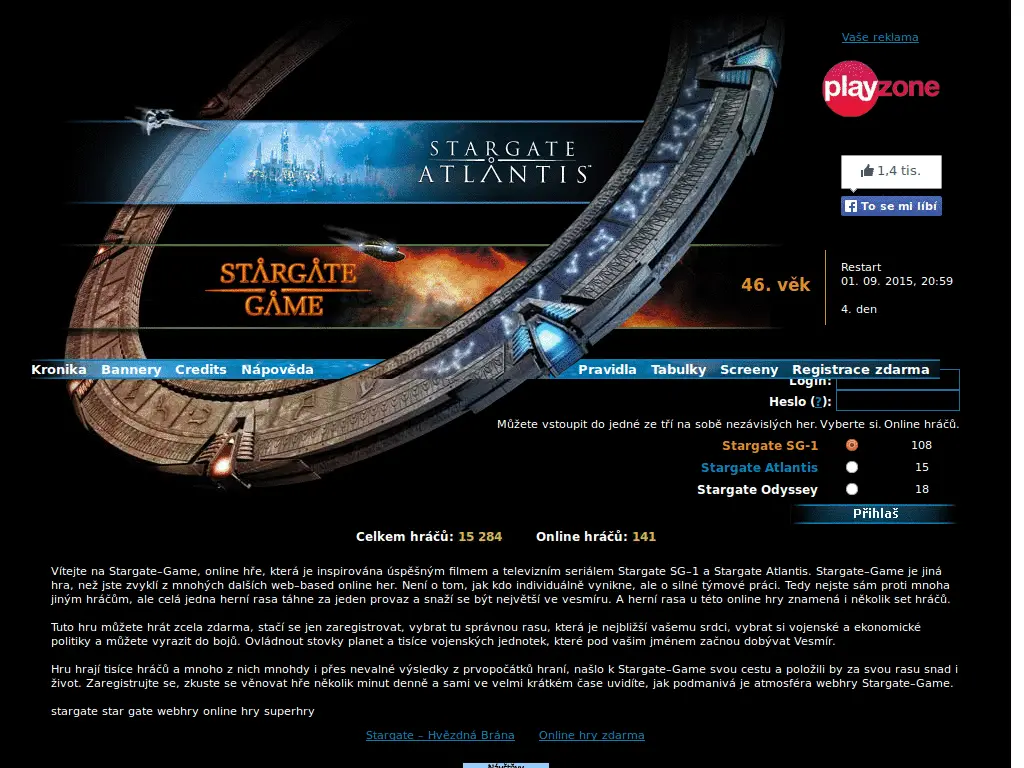 Vaše reklama
playzone
STARGATE
ATLANTIS™
1,4 tis.
To se mi líbí
STARGATE
GAME
46. věk
Restart
01. 09. 2015, 20:59
4. den
Kronika Bannery Credits Nápověda Pravidla Tabulky Screeny Registrace zdarma
Login:
Heslo (?):
Můžete vstoupit do jedné ze tří na sobě nezávislých her. Vyberte si. Online hráčů.
Stargate SG-1 108
Stargate Atlantis 15
Stargate Odyssey 18
Přihlaš
Celkem hráčů: 15 284 Online hráčů: 141
Vítejte na Stargate–Game, online hře, která je inspirována úspěšným filmem a televizním seriálem Stargate SG–1 a Stargate Atlantis. Stargate–Game je jiná
hra, než jste zvyklí z mnohých dalších web–based online her. Není o tom, jak kdo individuálně vynikne, ale o silné týmové práci. Tedy nejste sám proti mnoha
jiným hráčům, ale celá jedna herní rasa táhne za jeden provaz a snaží se být největší ve vesmíru. A herní rasa u této online hry znamená i několik set hráčů.
Tuto hru můžete hrát zcela zdarma, stačí se jen zaregistrovat, vybrat tu správnou rasu, která je nejbližší vašemu srdci, vybrat si vojenské a ekonomické
politiky a můžete vyrazit do bojů. Ovládnout stovky planet a tisíce vojenských jednotek, které pod vašim jménem začnou dobývat Vesmír.
Hru hrají tisíce hráčů a mnoho z nich mnohdy i přes nevalné výsledky z prvopočátků hraní, našlo k Stargate–Game svou cestu a položili by za svou rasu snad i
život. Zaregistrujte se, zkuste se věnovat hře několik minut denně a sami ve velmi krátkém čase uvidíte, jak podmanivá je atmosféra webhry Stargate–Game.
stargate star gate webhry online hry superhry
Stargate – Hvězdná Brána Online hry zdarma
Návštěvy